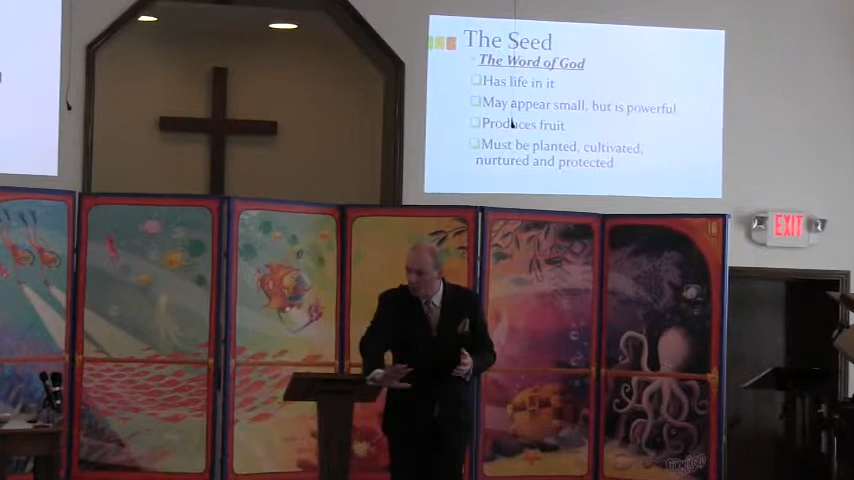 The Seed
The Word of God
Has life in it
May appear small, but is powerful
Produces fruit
Must be planted, cultivated,
nurtured and protected
EXIT